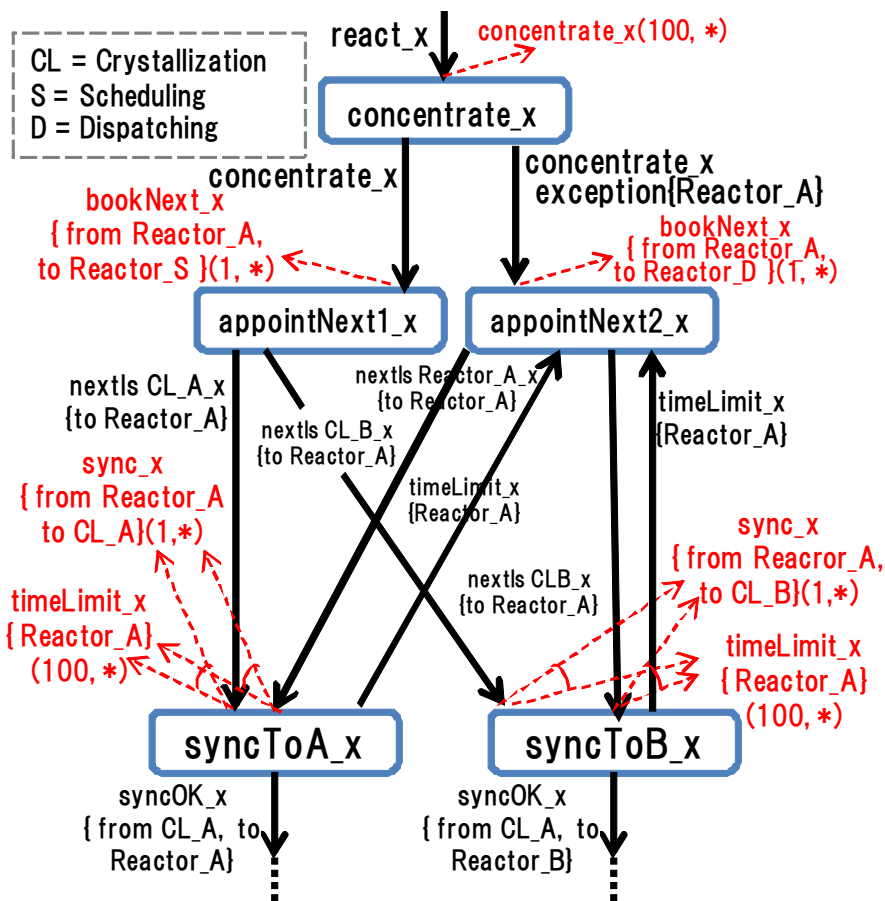 CL = Crystallization
S = Scheduling
D = Dispatching
react_x
concentrate_x(100, *)
concentrate_x
concentrate_x
concentrate_x
exception{Reactor_A}
bookNext_x
{ from Reactor_A,
to Reactor_S }(1, *)
bookNext_x
{ from Reactor_A,
to Reactor_D }(1, *)
appointNext1_x
appointNext2_x
nextIs CL_A_x
{to Reactor_A}
nextIs CL_B_x
{to Reactor_A}
nextIs Reactor_A_x
{to Reactor_A}
timeLimit_x
{Reactor_A}
sync_x
{ from Reactor_A
to CL_A}(1,*)
timeLimit_x
{Reactor_A}
nextIs CLB_x
{to Reactor_A}
sync_x
{ from Reacror_A,
to CL_B}(1,*)
timeLimit_x
{ Reactor_A}
(100, *)
timeLimit_x
{ Reactor_A}
(100, *)
syncToA_x
syncToB_x
syncOK_x
{ from CL_A, to
Reactor_A}
syncOK_x
{ from CL_A, to
Reactor_B}